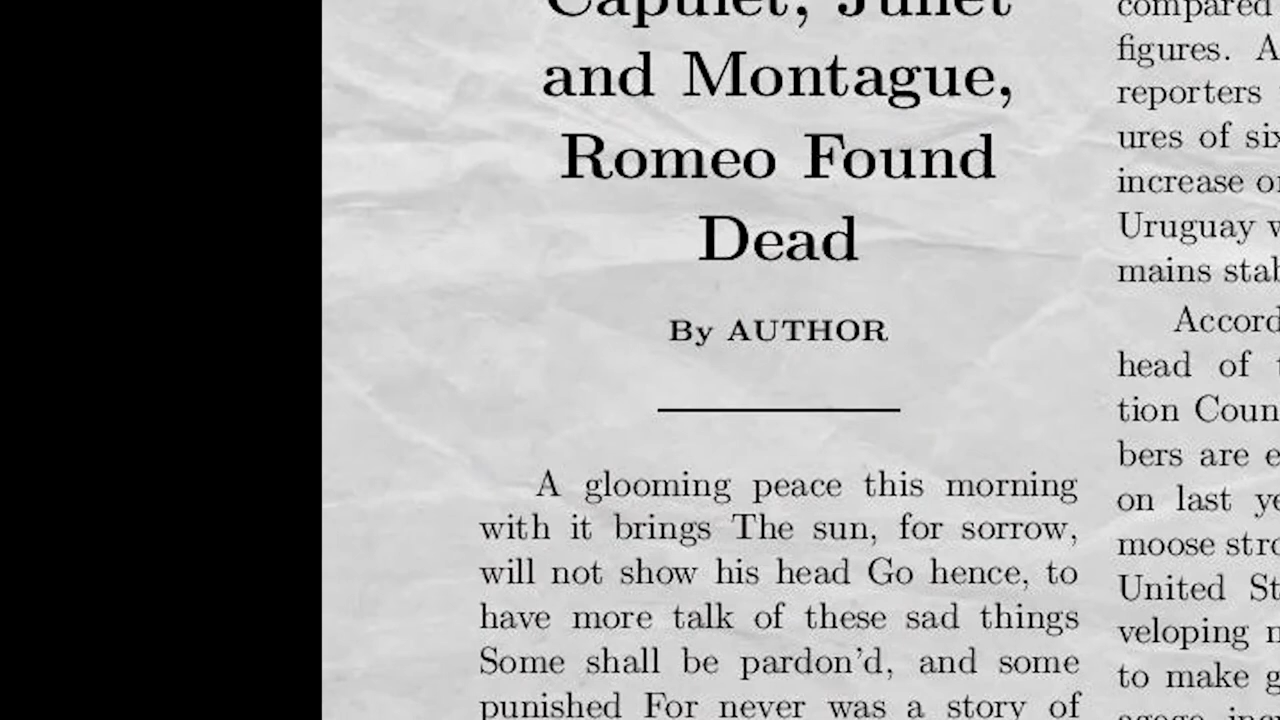 Capulet, Juliet
and Montague,
Romeo Found
Dead
By AUTHOR
A glooming peace this morning
with it brings The sun, for sorrow,
will not show his head Go hence, to
have more talk of these sad things
Some shall be pardon'd, and some
punished For never was a story of
compared
figures. A
reporters
ures of six
increase o
Uruguay w
mains stab
Accord
head of t
tion Coun
bers are e
on last ye
moose stro
United St
veloping n
to make g